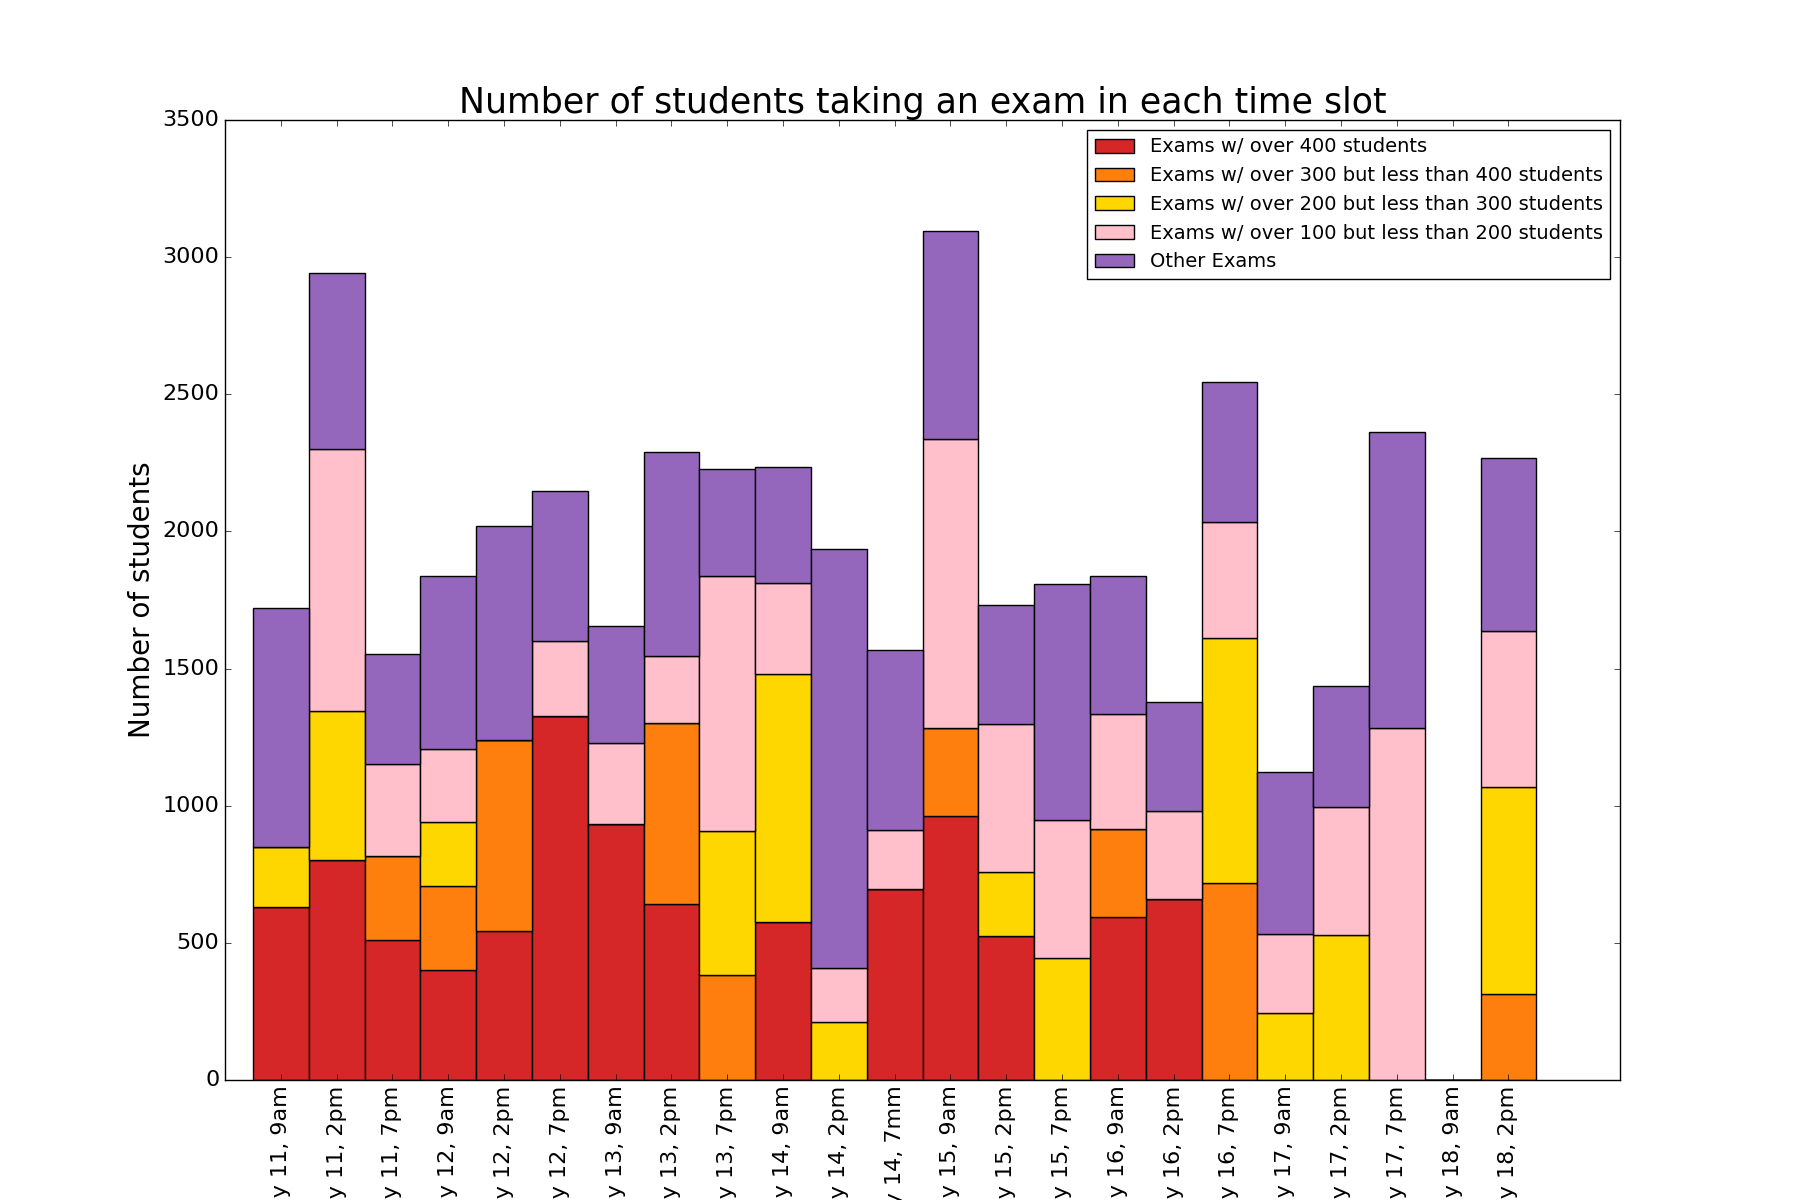 Number of students taking an exam in each time slot
Number of students
3500
3000
2500
2000
1500
1000
500
0
Exams w/ over 400 students
Exams w/ over 300 but less than 400 students
Exams w/ over 200 but less than 300 students
Exams w/ over 100 but less than 200 students
Other Exams
y 11, 9am
y 11, 2pm
y 11, 7pm
y 12, 9am
y 12, 2pm
y 12, 7pm
y 13, 9am
y 13, 2pm
y 13, 7pm
y 14, 9am
y 14, 2pm
y 14, 7mm
y 15, 9am
y 15, 2pm
y 15, 7pm
y 16, 9am
y 16, 2pm
y 16, 7pm
y 17, 9am
y 17, 2pm
y 17, 7pm
y 18, 9am
y 18, 2pm